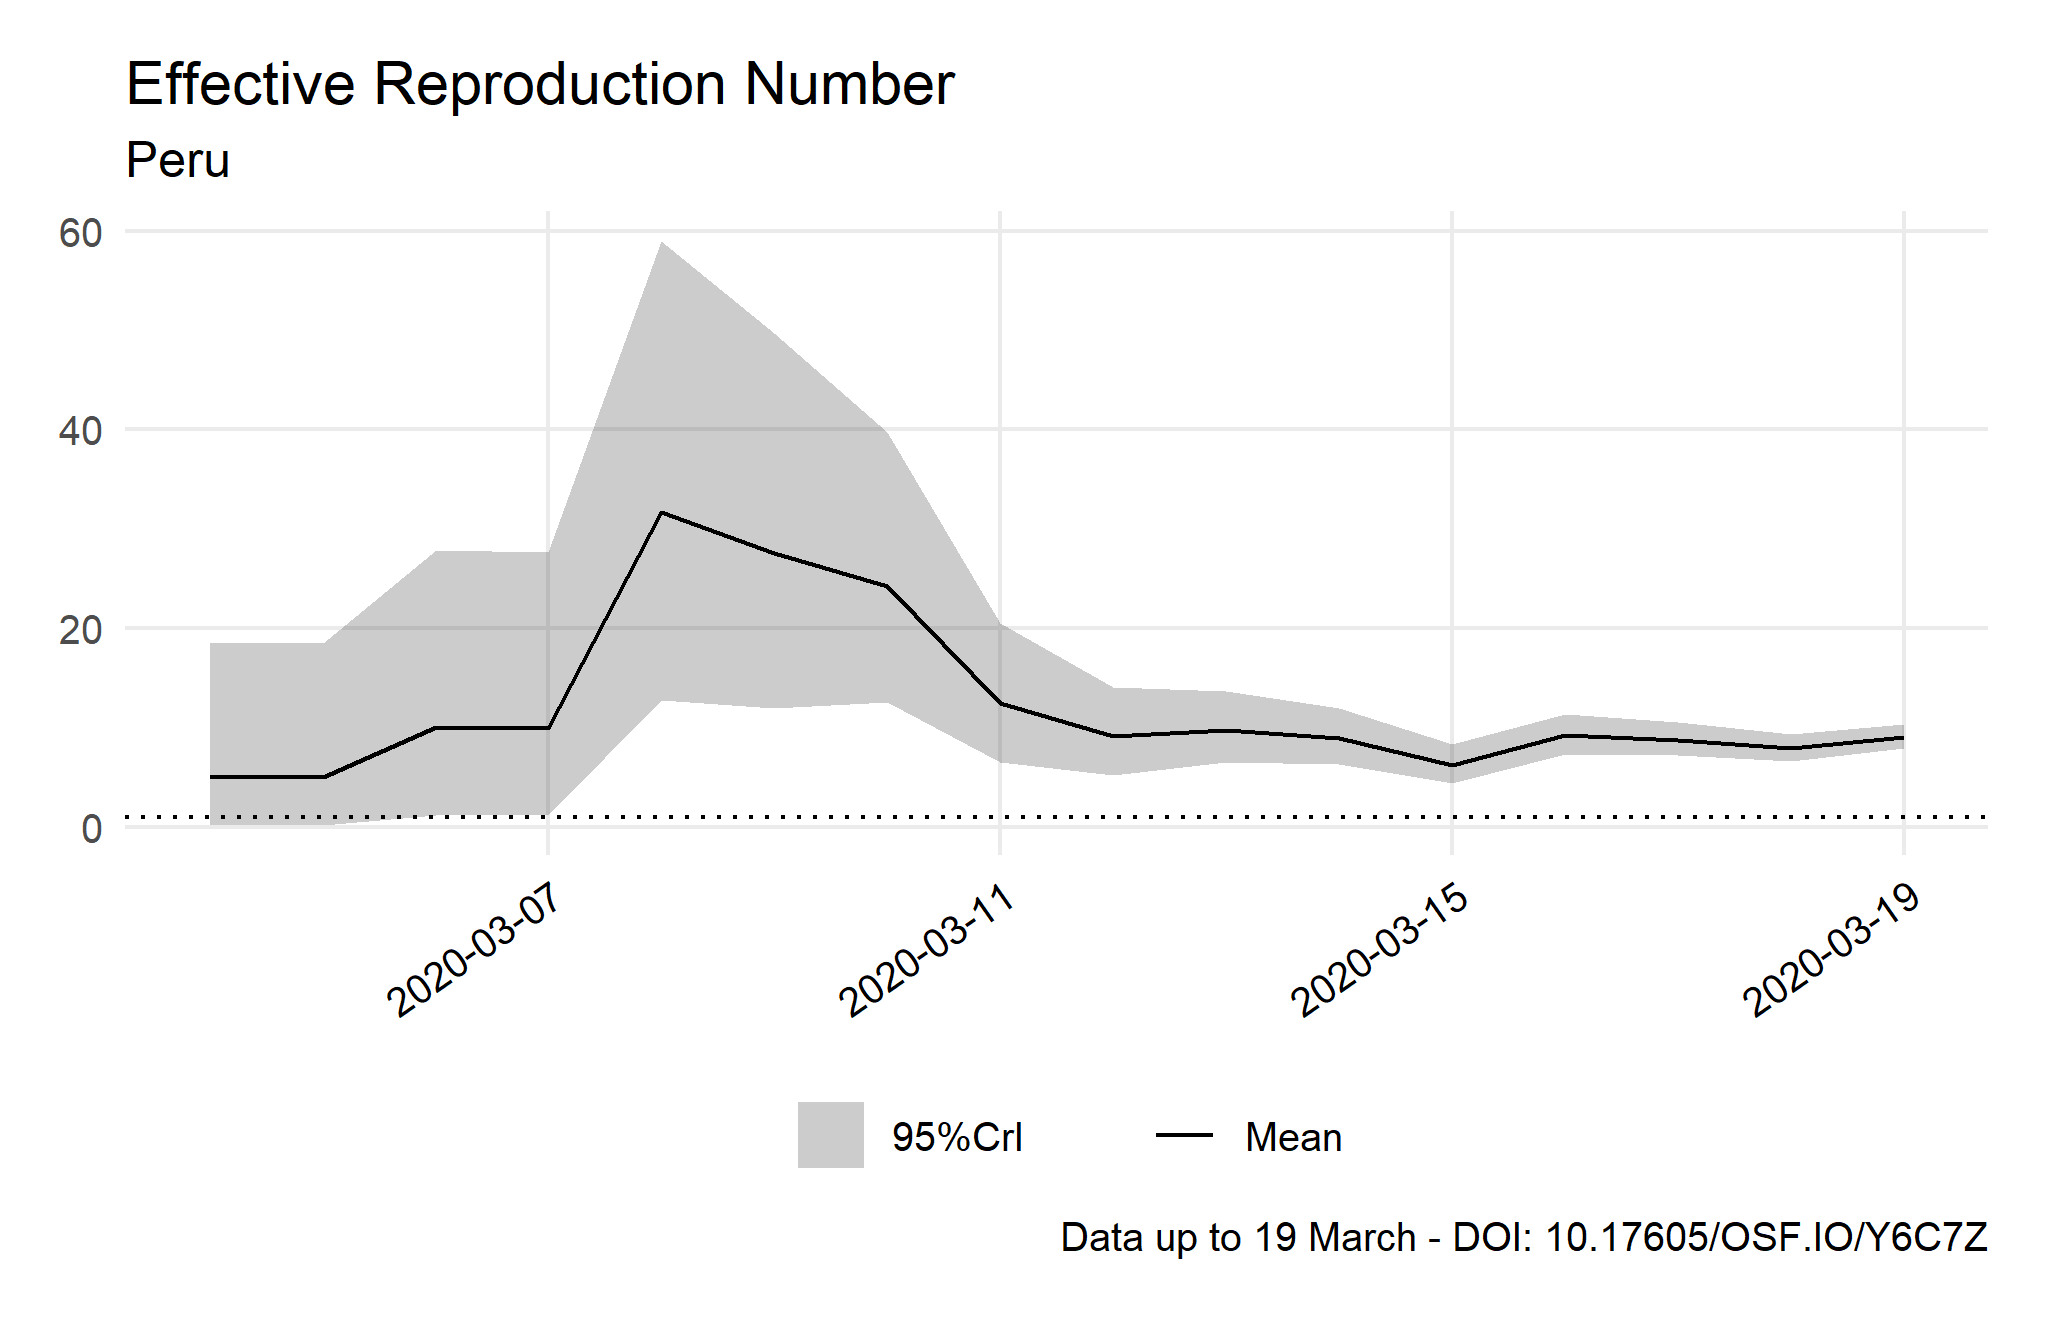 Effective Reproduction Number
Peru
60
40
20
0
2020-03-07
2020-03-11
2020-03-15
2020-03-19
95%CrI
Mean
Data up to 19 March - DOI: 10.17605/OSF.IO/Y6C7Z